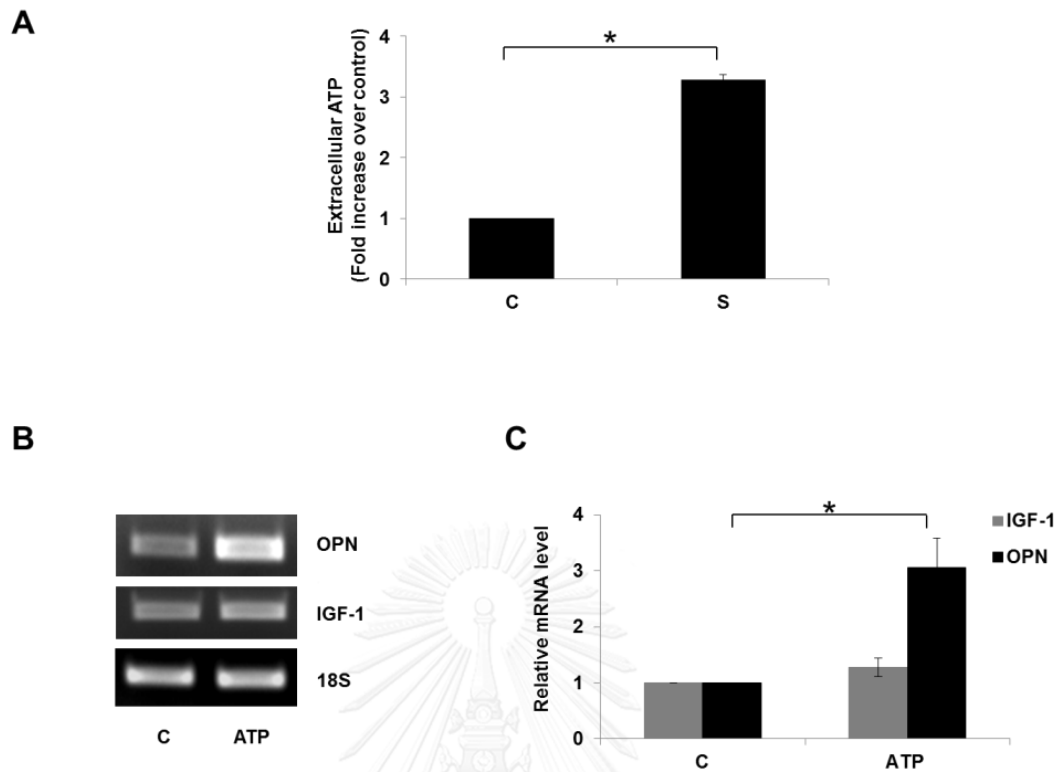 A
*
4
3
2
1
0
Extracellular ATP
(Fold increase over control)
C
S
B
OPN
IGF-1
18S
C
ATP
C
*
4
3
2
1
0
Relative mRNA level
C
ATP
IGF-1
OPN